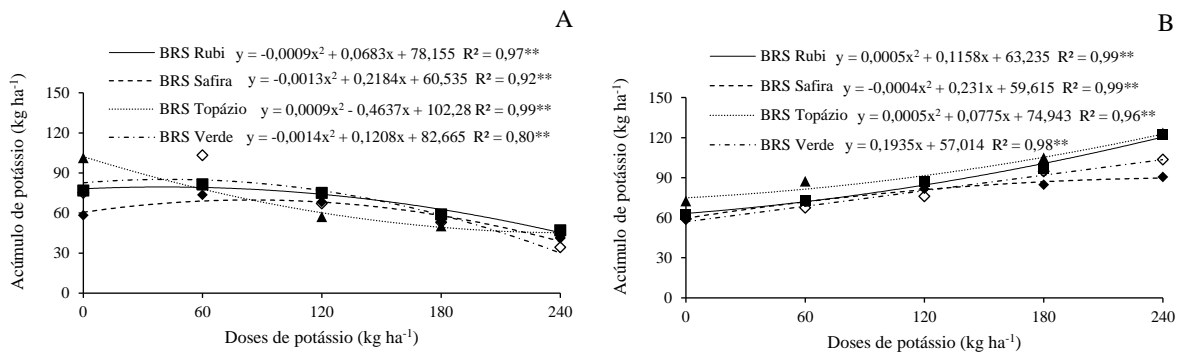 A
BRS Rubi y = -0,0009x² + 0,0683x + 78,155 R² = 0,97**
BRS Safira y = -0,0013x² + 0,2184x + 60,535 R² = 0,92**
BRS Topázio y = 0,0009x² - 0,4637x + 102,28 R² = 0,99**
BRS Verde y = -0,0014x² + 0,1208x + 82,665 R² = 0,80**
Acúmulo de potássio (kg ha⁻¹)
150
120
90
60
30
0
0 60 120 180 240
Doses de potássio (kg ha⁻¹)
B
BRS Rubi y = 0,0005x² + 0,1158x + 63,235 R² = 0,99**
BRS Safira y = -0,0004x² + 0,231x + 59,615 R² = 0,99**
BRS Topázio y = 0,0005x² + 0,0775x + 74,943 R² = 0,96**
BRS Verde y = 0,1935x + 57,014 R² = 0,98**
Acúmulo de potássio (kg ha⁻¹)
150
120
90
60
30
0
0 60 120 180 240
Doses de potássio (kg ha⁻¹)